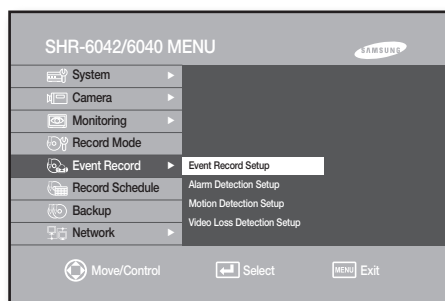 SHR-6042/6040 MENU
SAMSUNG
System
Camera
Monitoring
Record Mode
Event Record
Event Record Setup
Record Schedule
Alarm Detection Setup
Backup
Motion Detection Setup
Network
Video Loss Detection Setup
Move/Control
Select
MENU
Exit